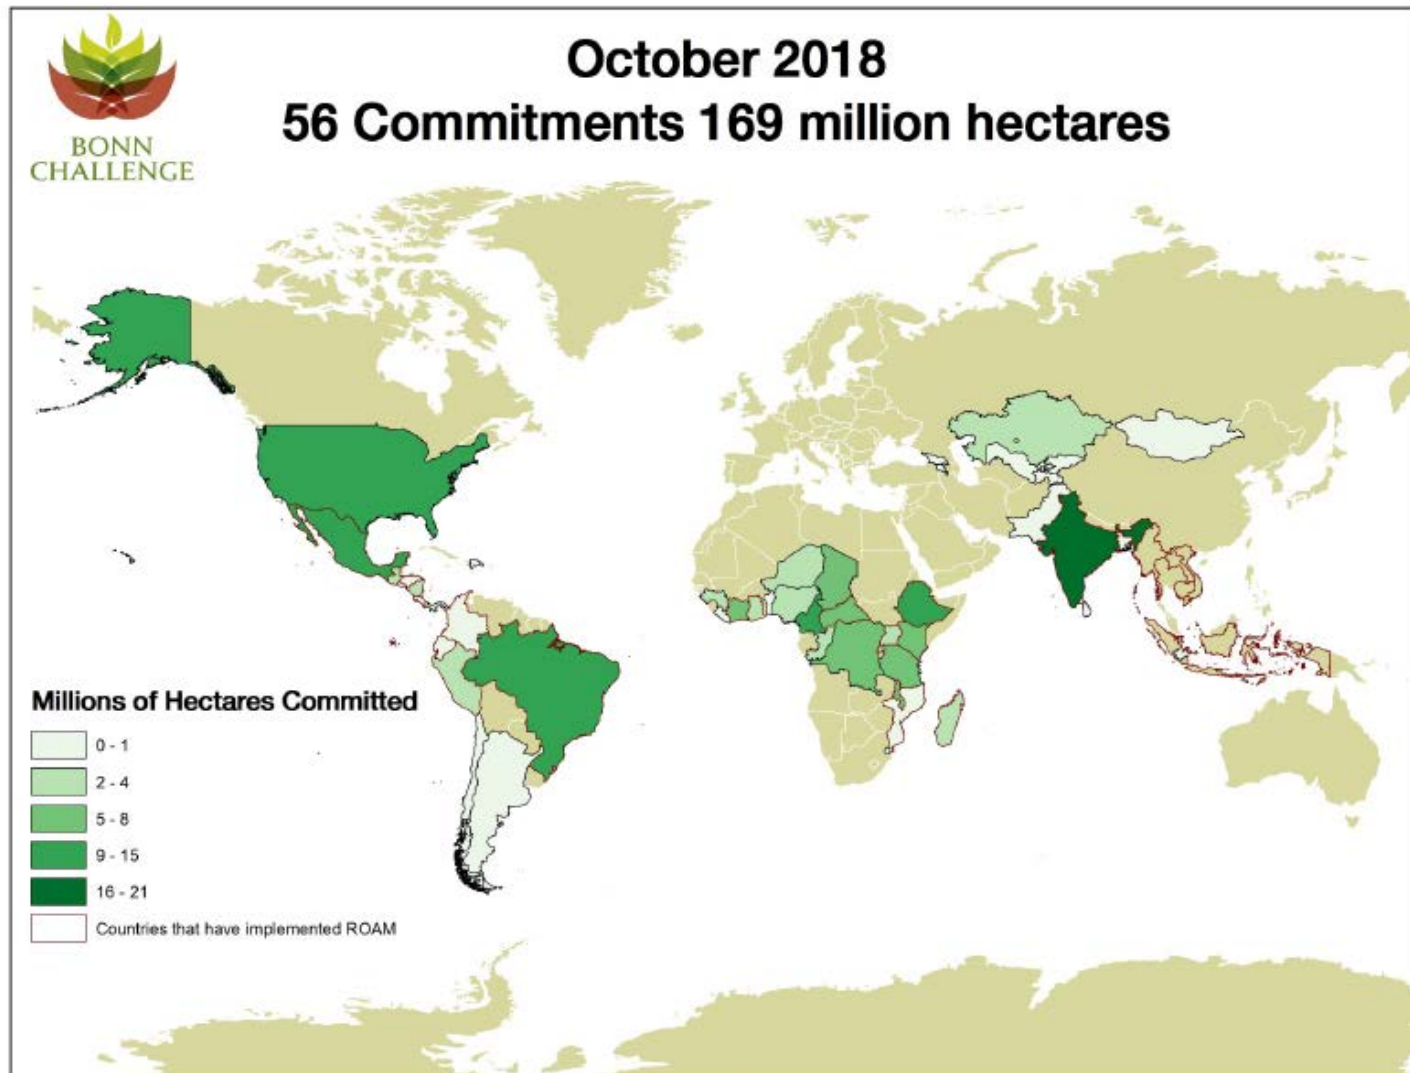 BONN
CHALLENGE
October 2018
56 Commitments 169 million hectares
Millions of Hectares Committed
0 - 1
2 - 4
5 - 8
9 - 15
16 - 21
Countries that have implemented ROAM